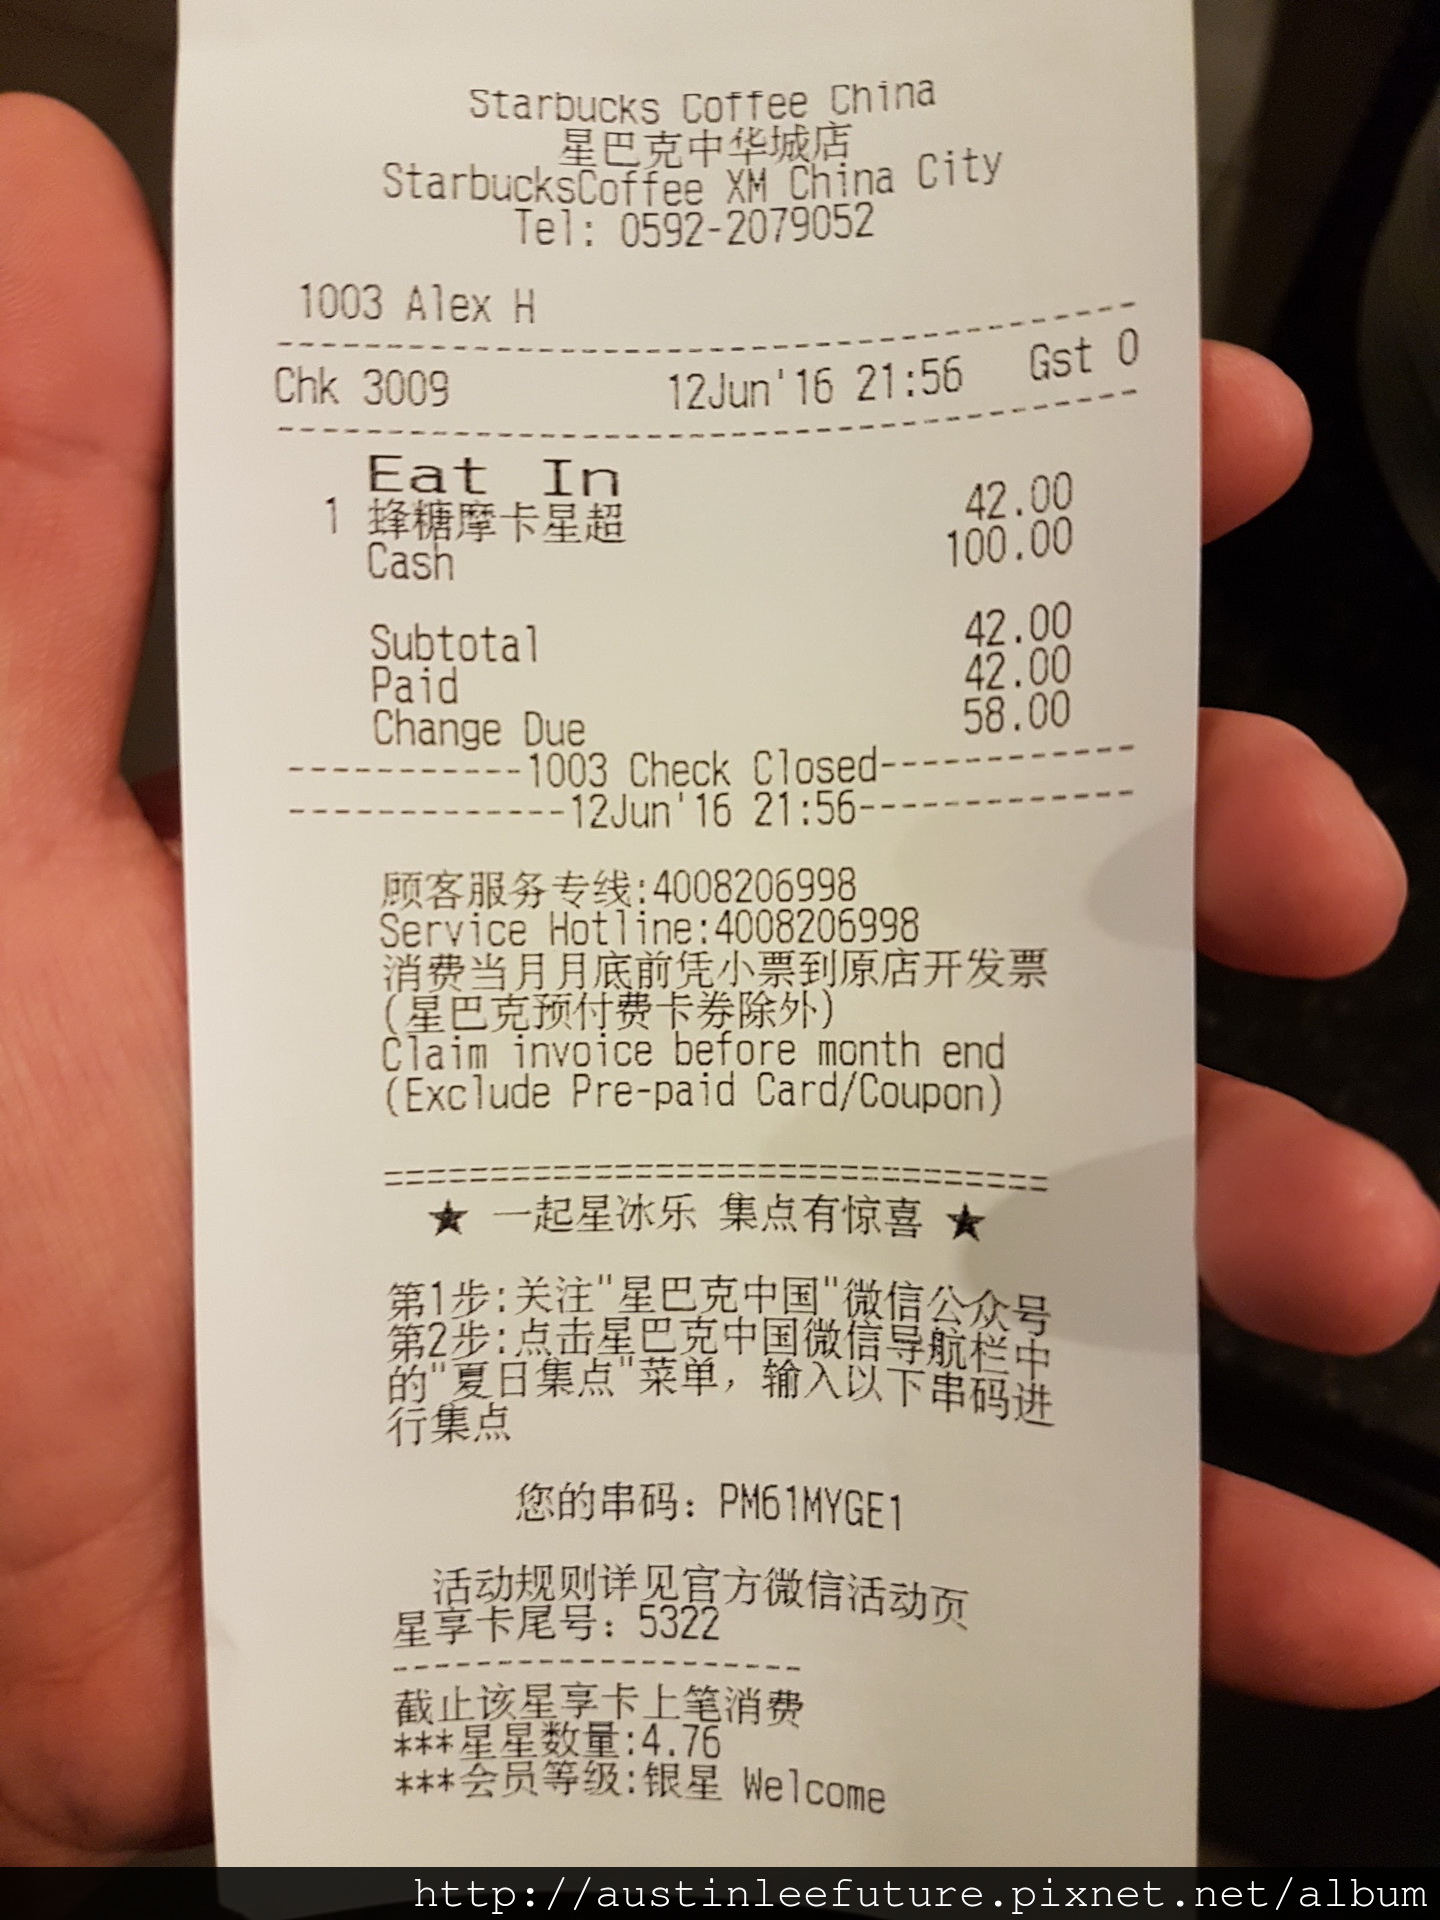 Starbucks Coffee China
星巴克中华城店
StarbucksCoffee XM China City
Tel: 0592-2079052
1003 Alex H
Chk 3009 12Jun'16 21:56 Gst 0
Eat In
1 蜂糖摩卡星超 42.00
Cash 100.00
Subtotal 42.00
Paid 42.00
Change Due 58.00
-----------1003 Check Closed------------
-------------12Jun'16 21:56-------------
顾客服务专线:4008206998
Service Hotline:4008206998
消费当月月底前凭小票到原店开发票
(星巴克预付费卡券除外)
Claim invoice before month end
(Exclude Pre-paid Card/Coupon)
================================
★ 一起星冰乐 集点有惊喜 ★
第1步:关注"星巴克中国"微信公众号
第2步:点击星巴克中国微信导航栏中
的"夏日集点"菜单，输入以下串码进
行集点
您的串码：PM61MYGE1
活动规则详见官方微信活动页
星享卡尾号：5322
--------------------
截止该星享卡上笔消费
***星星数量:4.76
***会员等级:银星 Welcome
http://austinleefuture.pixnet.net/album